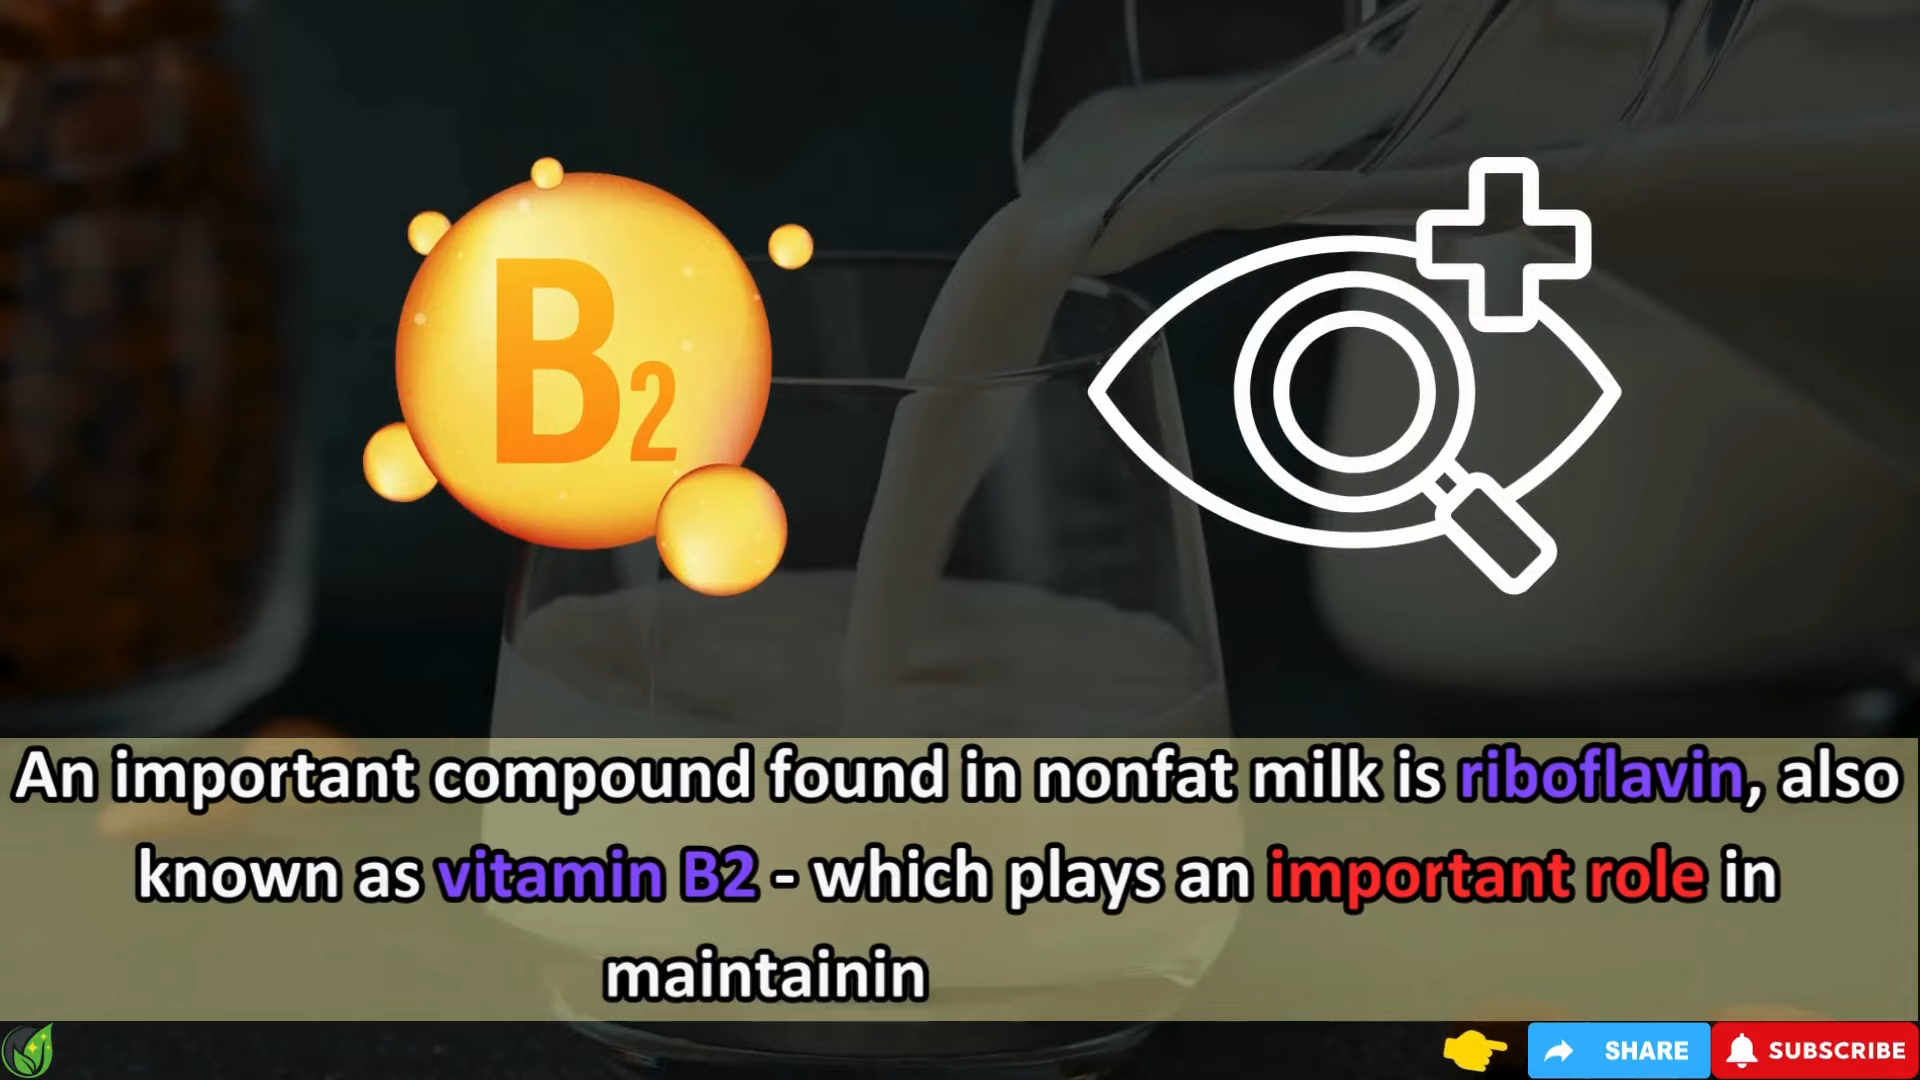 B2
An important compound found in nonfat milk is riboflavin, also
known as vitamin B2 - which plays an important role in
maintainin
SHARE
SUBSCRIBE